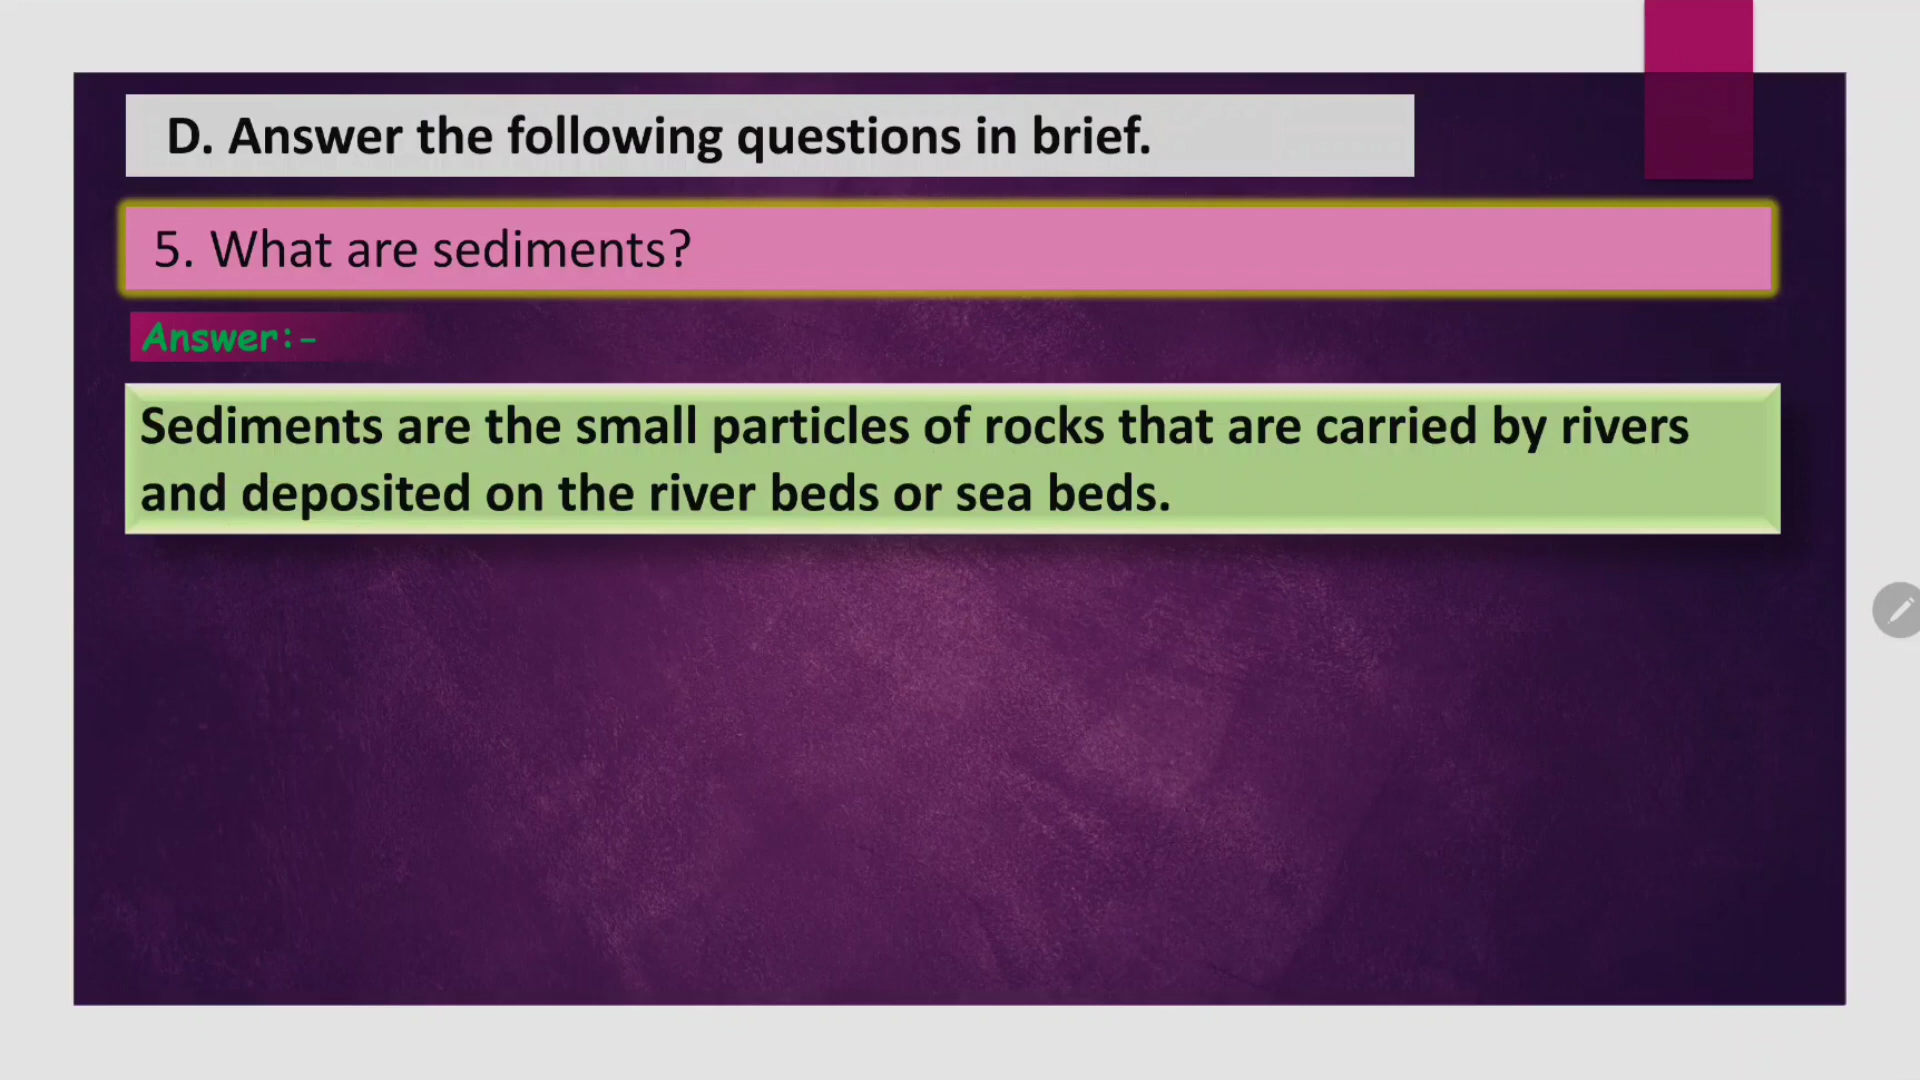 D. Answer the following questions in brief.
5. What are sediments?
Answer:-
Sediments are the small particles of rocks that are carried by rivers
and deposited on the river beds or sea beds.